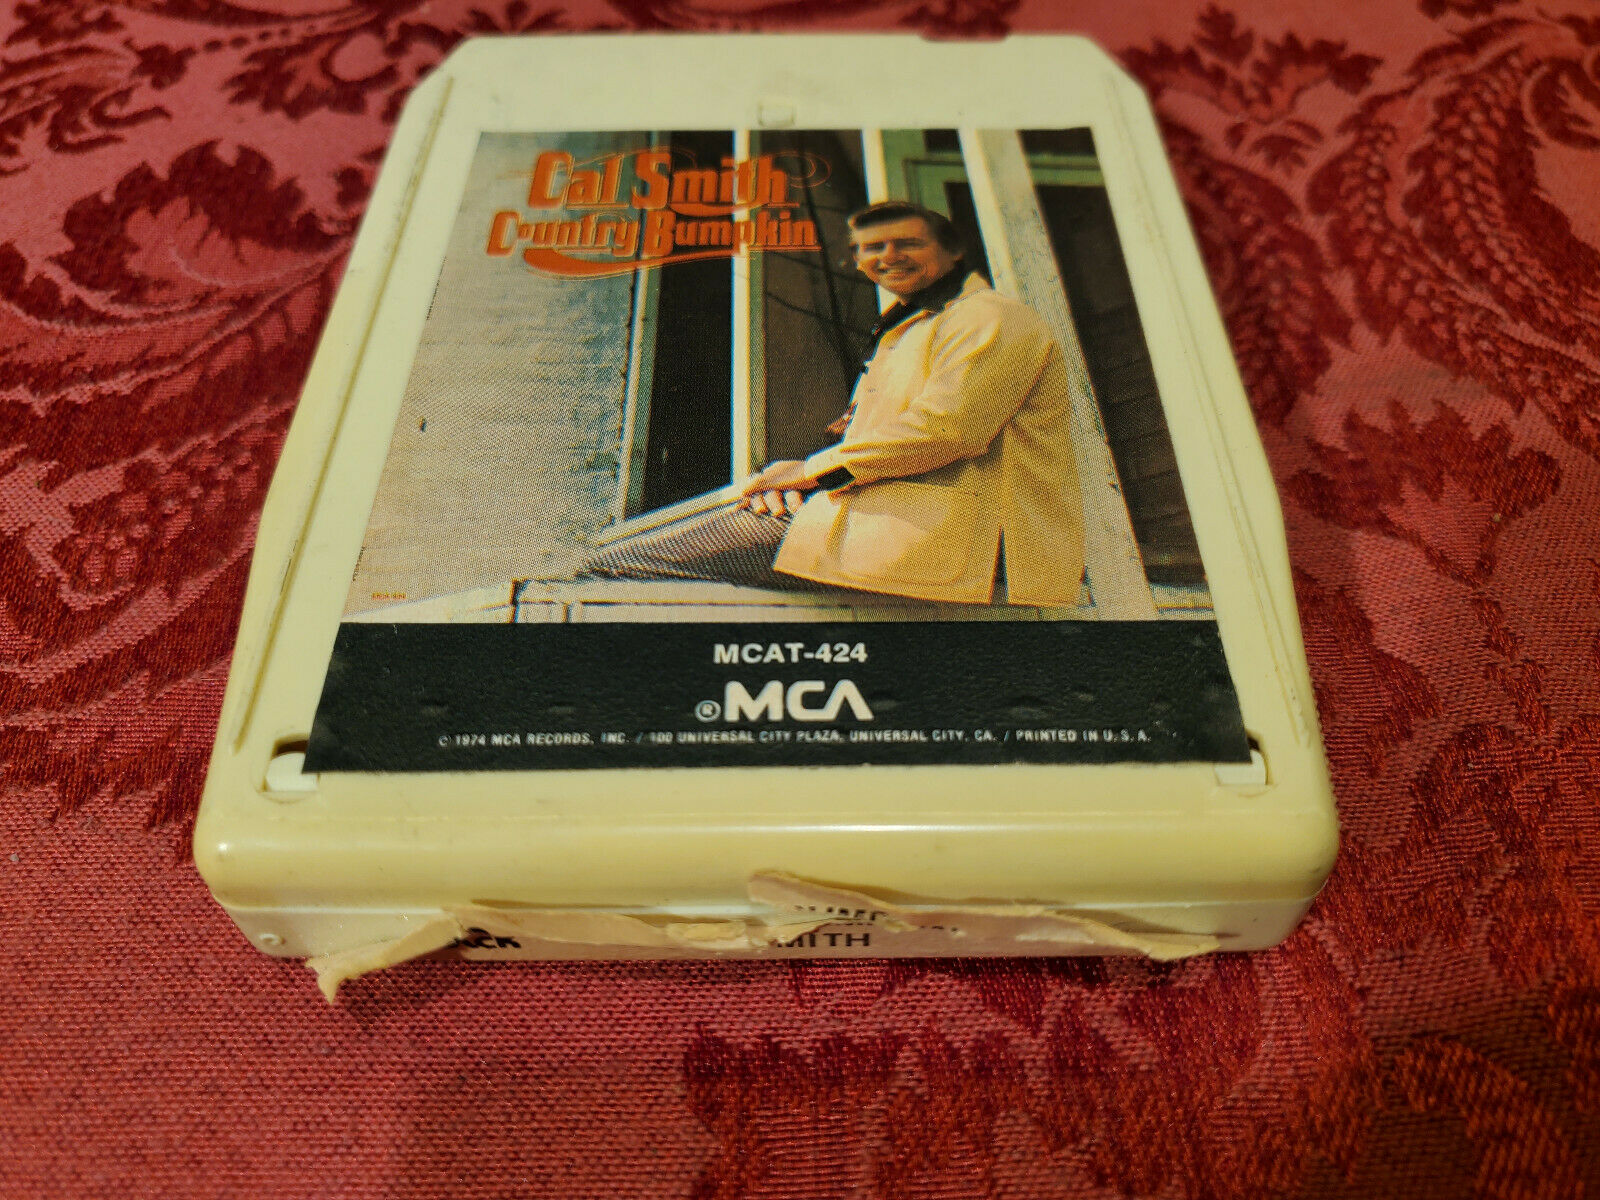 Cal Smith
Country Bumpkin
MCAT-424
®MCA
© 1974 MCA RECORDS, INC. / 100 UNIVERSAL CITY PLAZA, UNIVERSAL CITY, CA. / PRINTED IN U.S.A.